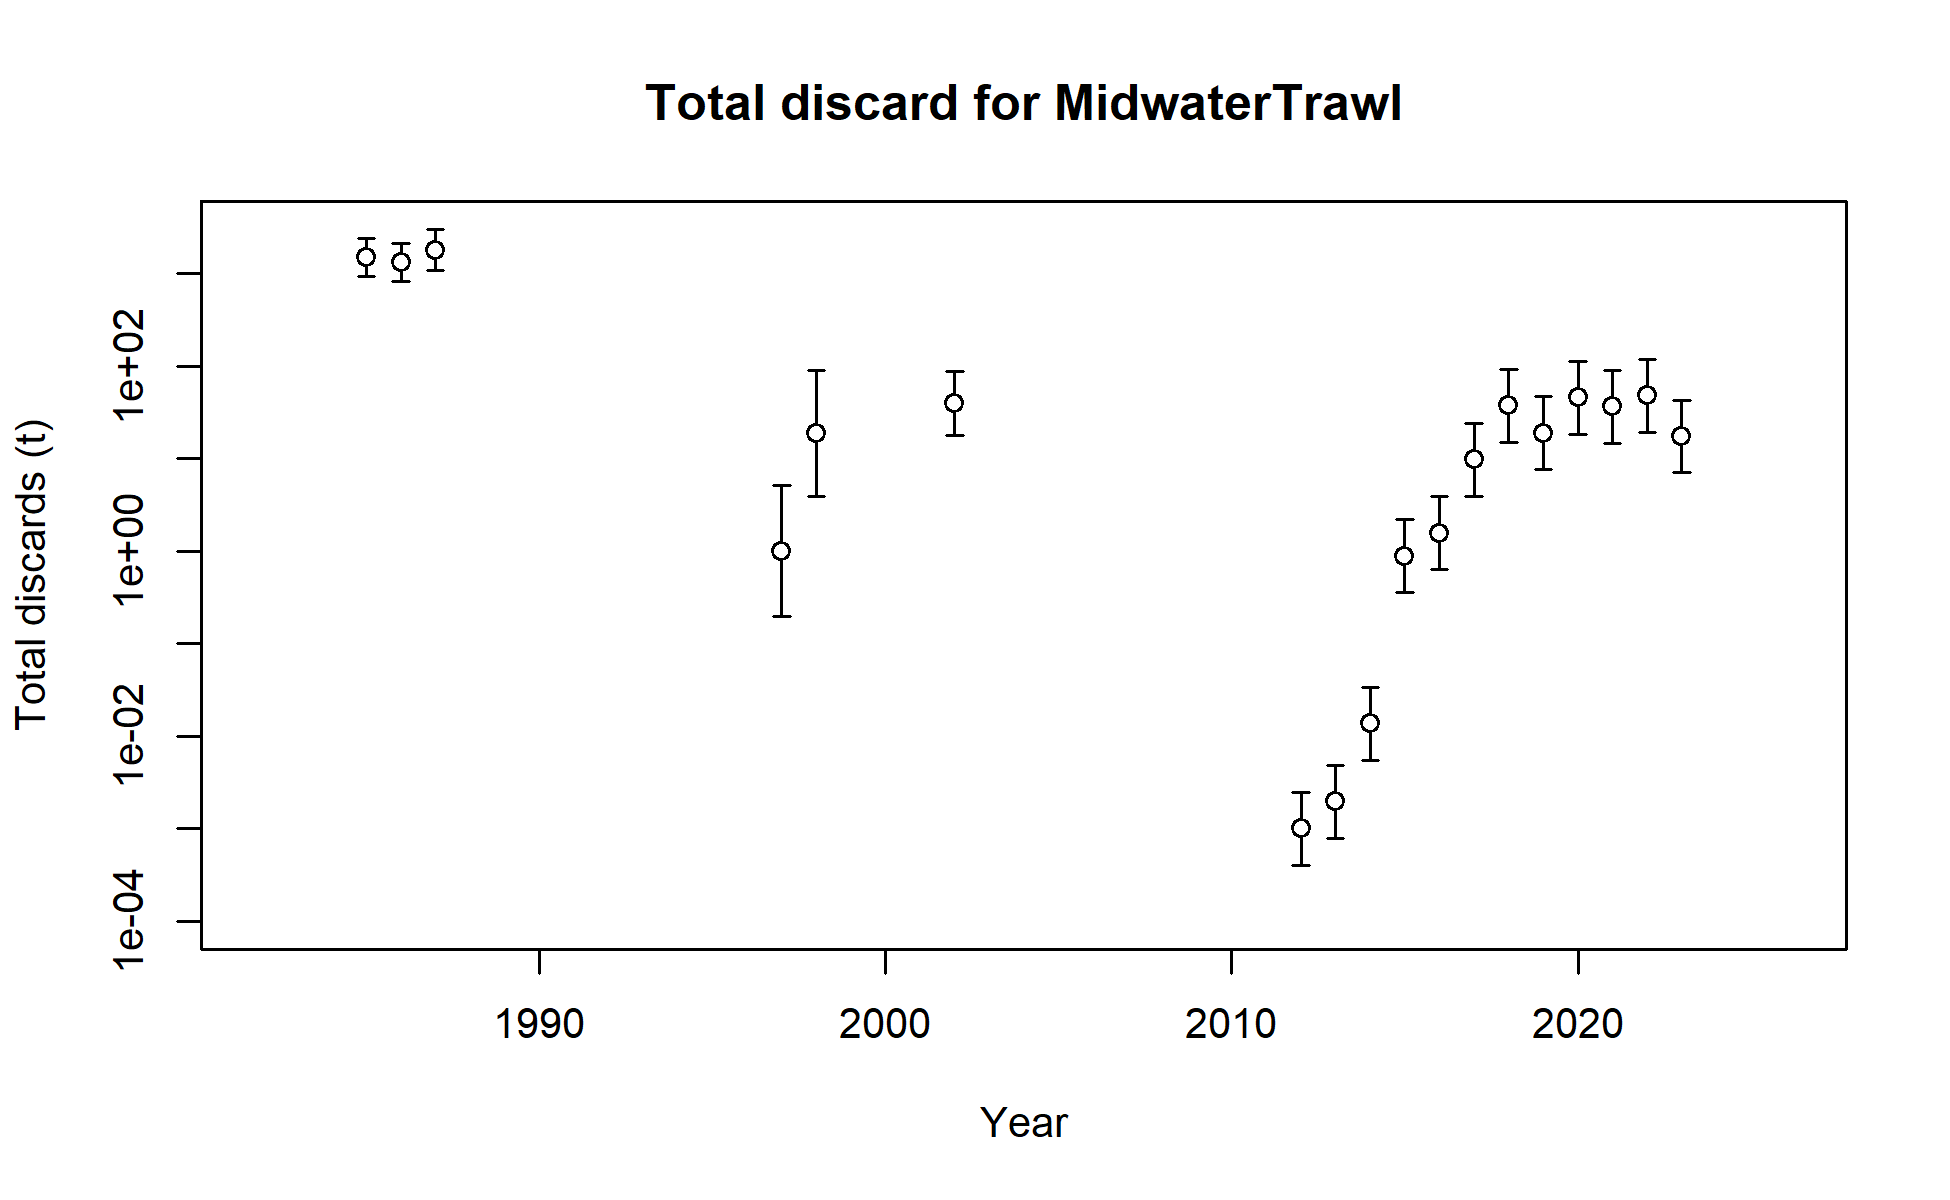 Total discard for MidwaterTrawl
Total discards (t)
1e+02
1e+00
1e-02
1e-04
1990 2000 2010 2020
Year